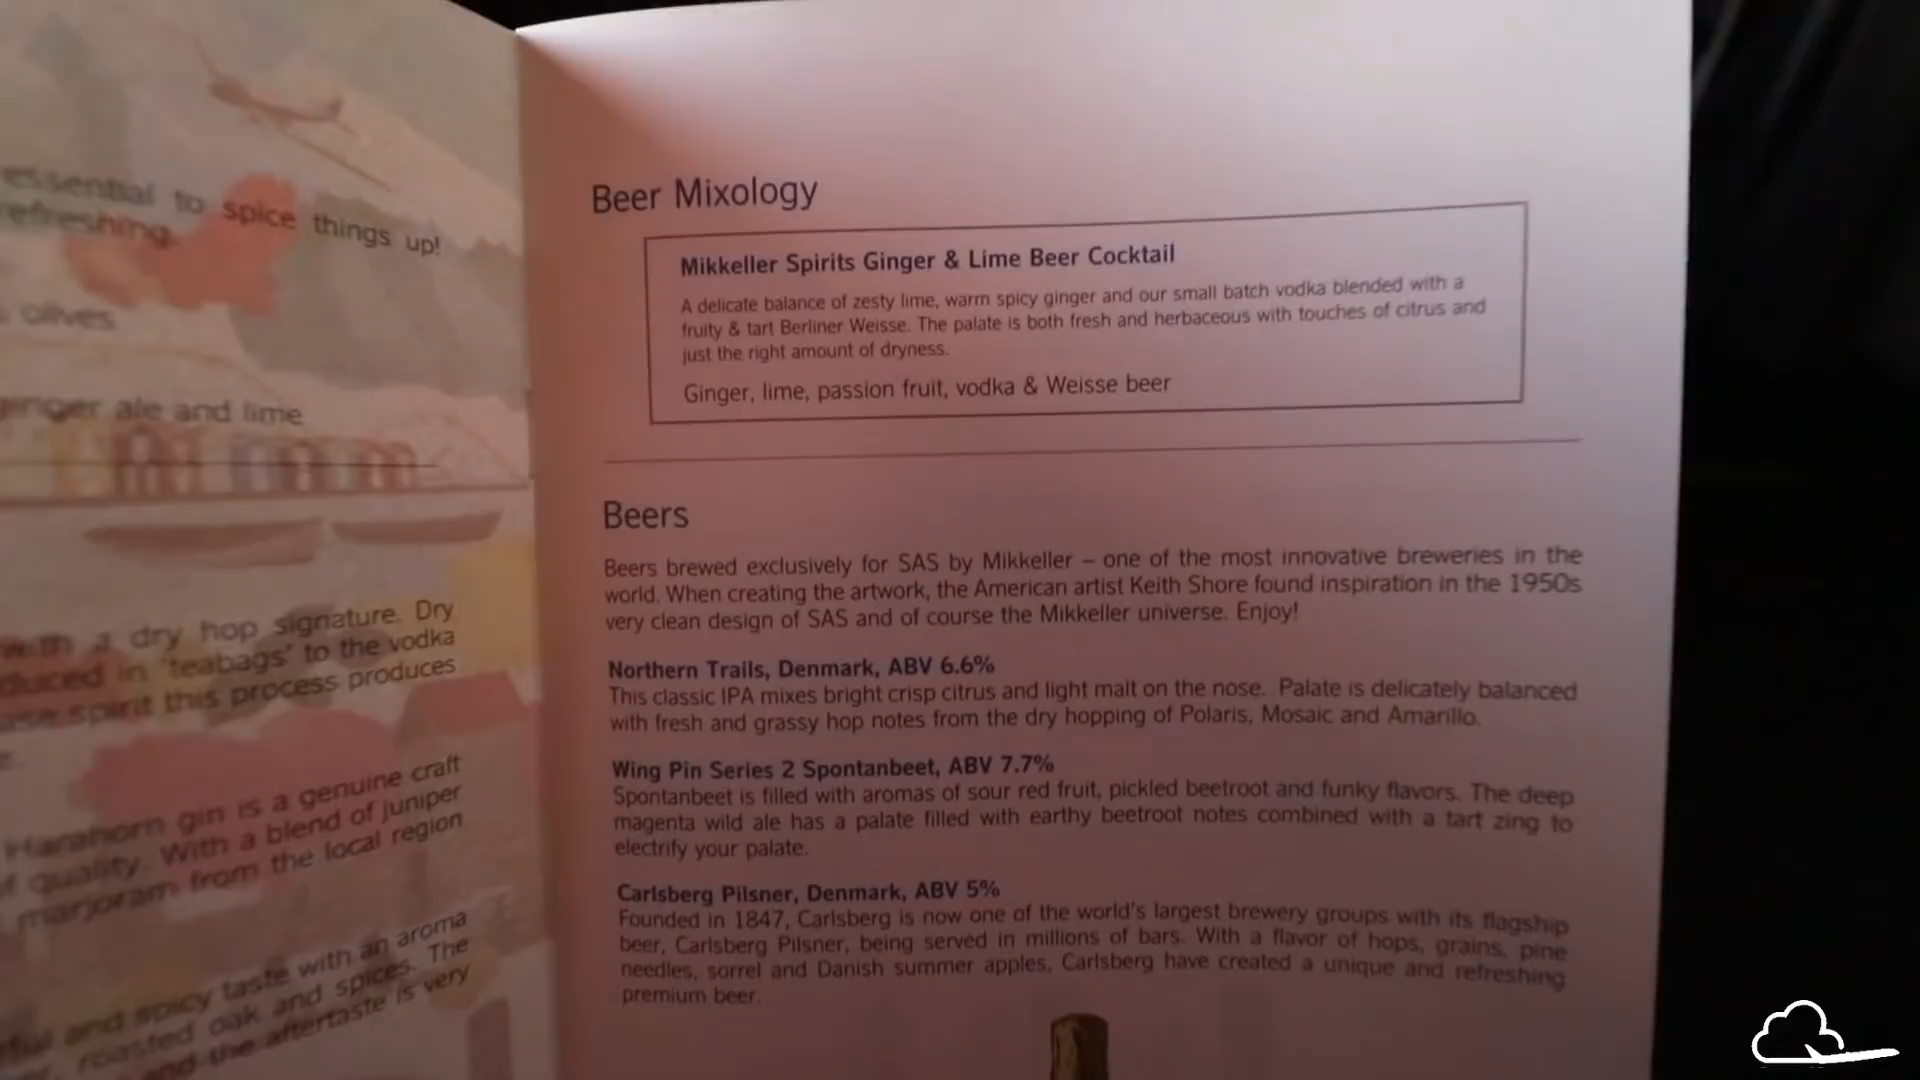 essential to spice things up!
refreshing.
olives
ginger ale and lime
with a dry hop signature. Dry
duced in 'teabags' to the vodka
ase spirit this process produces
Harahorn gin is a genuine craft
of quality. With a blend of juniper
marjoram from the local region
and spicy taste with an aroma
roasted oak and spices. The
and the aftertaste is very
Beer Mixology
Mikkeller Spirits Ginger & Lime Beer Cocktail
A delicate balance of zesty lime, warm spicy ginger and our small batch vodka blended with a
fruity & tart Berliner Weisse. The palate is both fresh and herbaceous with touches of citrus and
just the right amount of dryness.
Ginger, lime, passion fruit, vodka & Weisse beer
Beers
Beers brewed exclusively for SAS by Mikkeller – one of the most innovative breweries in the
world. When creating the artwork, the American artist Keith Shore found inspiration in the 1950s
very clean design of SAS and of course the Mikkeller universe. Enjoy!
Northern Trails, Denmark, ABV 6.6%
This classic IPA mixes bright crisp citrus and light malt on the nose. Palate is delicately balanced
with fresh and grassy hop notes from the dry hopping of Polaris, Mosaic and Amarillo.
Wing Pin Series 2 Spontanbeet, ABV 7.7%
Spontanbeet is filled with aromas of sour red fruit, pickled beetroot and funky flavors. The deep
magenta wild ale has a palate filled with earthy beetroot notes combined with a tart zing to
electrify your palate.
Carlsberg Pilsner, Denmark, ABV 5%
Founded in 1847, Carlsberg is now one of the world's largest brewery groups with its flagship
beer, Carlsberg Pilsner, being served in millions of bars. With a flavor of hops, grains, pine
needles, sorrel and Danish summer apples, Carlsberg have created a unique and refreshing
premium beer.